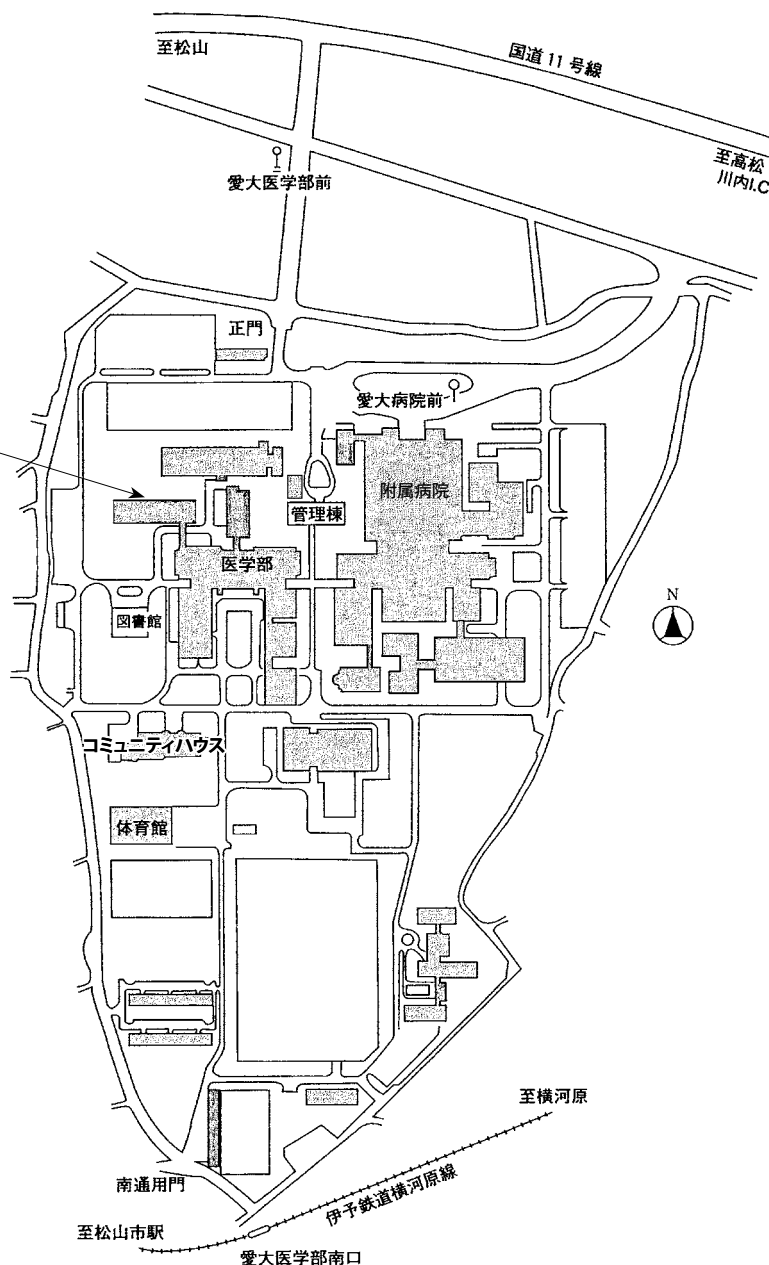 至松山
国道 11 号線
至高松
川内I.C
愛大医学部前
正門
愛大病院前
附属病院
管理棟
医学部
図書館
N
コミュニティハウス
体育館
至横河原
南通用門
伊予鉄道横河原線
至松山市駅
愛大医学部南口